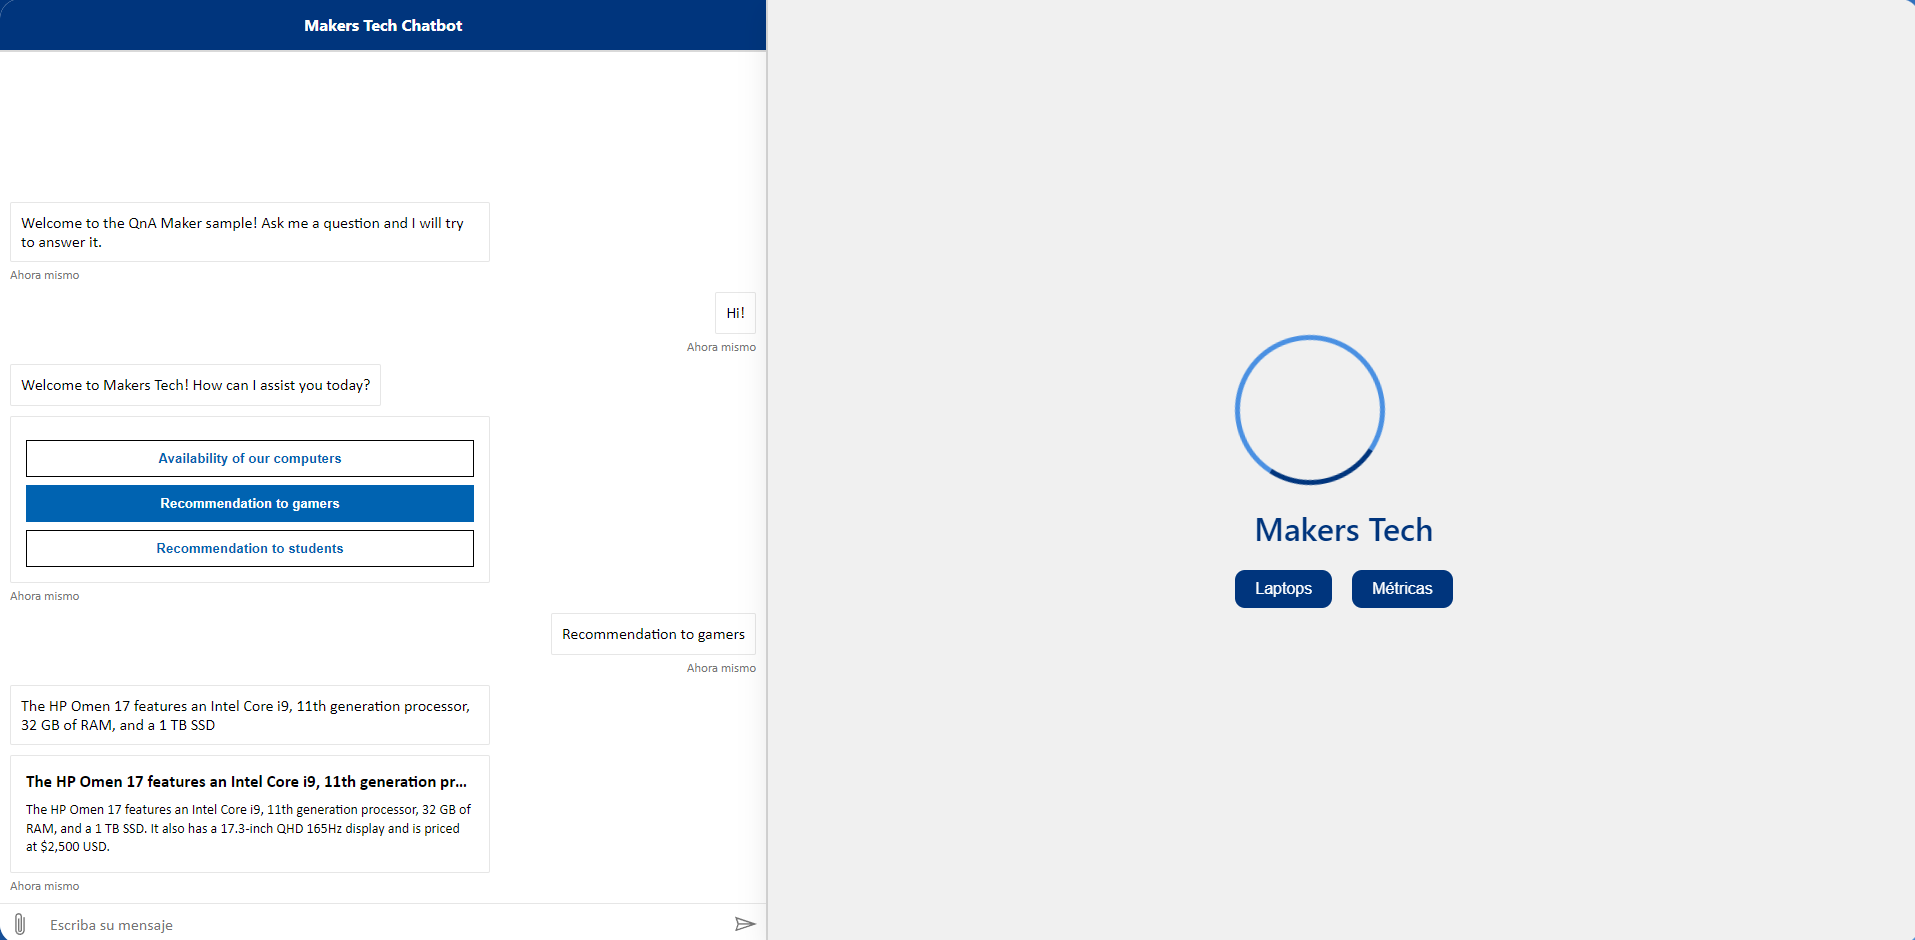 Makers Tech Chatbot
Welcome to the QnA Maker sample! Ask me a question and I will try
to answer it.
Ahora mismo
Hi!
Ahora mismo
Welcome to Makers Tech! How can I assist you today?
Availability of our computers
Recommendation to gamers
Recommendation to students
Ahora mismo
Recommendation to gamers
Ahora mismo
The HP Omen 17 features an Intel Core i9, 11th generation processor,
32 GB of RAM, and a 1 TB SSD
The HP Omen 17 features an Intel Core i9, 11th generation pr...
The HP Omen 17 features an Intel Core i9, 11th generation processor, 32 GB of
RAM, and a 1 TB SSD. It also has a 17.3-inch QHD 165Hz display and is priced
at $2,500 USD.
Ahora mismo
Escriba su mensaje
Makers Tech
Laptops
Métricas